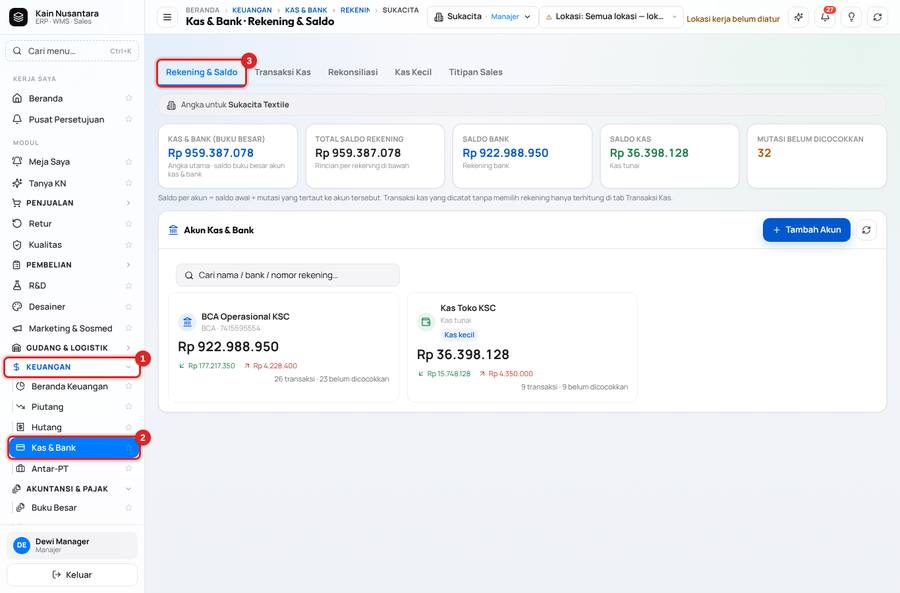 Kain Nusantara
ERP · WMS · Sales
Cari menu...
Ctrl+K
KERJA SAYA
Beranda
Pusat Persetujuan
MODUL
Meja Saya
Tanya KN
PENJUALAN
Retur
Kualitas
PEMBELIAN
R&D
Desainer
Marketing & Sosmed
GUDANG & LOGISTIK
KEUANGAN
1
Beranda Keuangan
Piutang
Hutang
Kas & Bank
2
Antar-PT
AKUNTANSI & PAJAK
Buku Besar
DE
Dewi Manager
Manajer
Keluar
BERANDA > KEUANGAN > KAS & BANK > REKENIN > SUKACITA
Kas & Bank · Rekening & Saldo
Sukacita · Manajer
Lokasi: Semua lokasi — lok...
Lokasi kerja belum diatur
27
Rekening & Saldo
3
Transaksi Kas
Rekonsiliasi
Kas Kecil
Titipan Sales
Angka untuk Sukacita Textile
KAS & BANK (BUKU BESAR)
Rp 959.387.078
Angka utama · saldo buku besar akun
kas & bank
TOTAL SALDO REKENING
Rp 959.387.078
Rincian per rekening di bawah
SALDO BANK
Rp 922.988.950
Rekening bank
SALDO KAS
Rp 36.398.128
Kas tunai
MUTASI BELUM DICOCOKKAN
32
Saldo per akun = saldo awal + mutasi yang tertaut ke akun tersebut. Transaksi kas yang dicatat tanpa memilih rekening hanya terhitung di tab Transaksi Kas.
Akun Kas & Bank
+ Tambah Akun
Cari nama / bank / nomor rekening...
BCA Operasional KSC
BCA · 7415595554
Rp 922.988.950
Rp 177.217.350
Rp 4.228.400
26 transaksi · 23 belum dicocokkan
Kas Toko KSC
Kas tunai
Kas kecil
Rp 36.398.128
Rp 15.748.128
Rp 4.350.000
9 transaksi · 9 belum dicocokkan